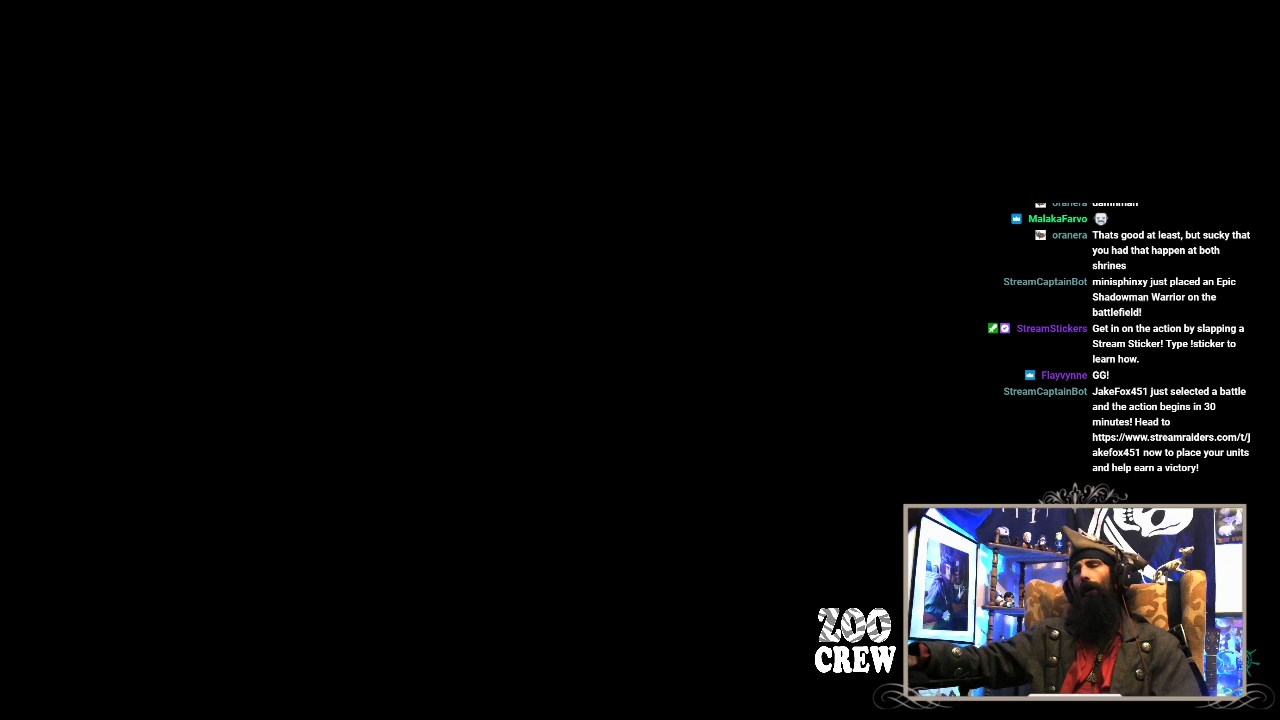 oranera damnman
MalakaFarvo
oranera Thats good at least, but sucky that
you had that happen at both
shrines
StreamCaptainBot minisphinxy just placed an Epic
Shadowman Warrior on the
battlefield!
StreamStickers Get in on the action by slapping a
Stream Sticker! Type !sticker to
learn how.
Flayvynne GG!
StreamCaptainBot JakeFox451 just selected a battle
and the action begins in 30
minutes! Head to
https://www.streamraiders.com/t/j
akefox451 now to place your units
and help earn a victory!
ZOO
CREW